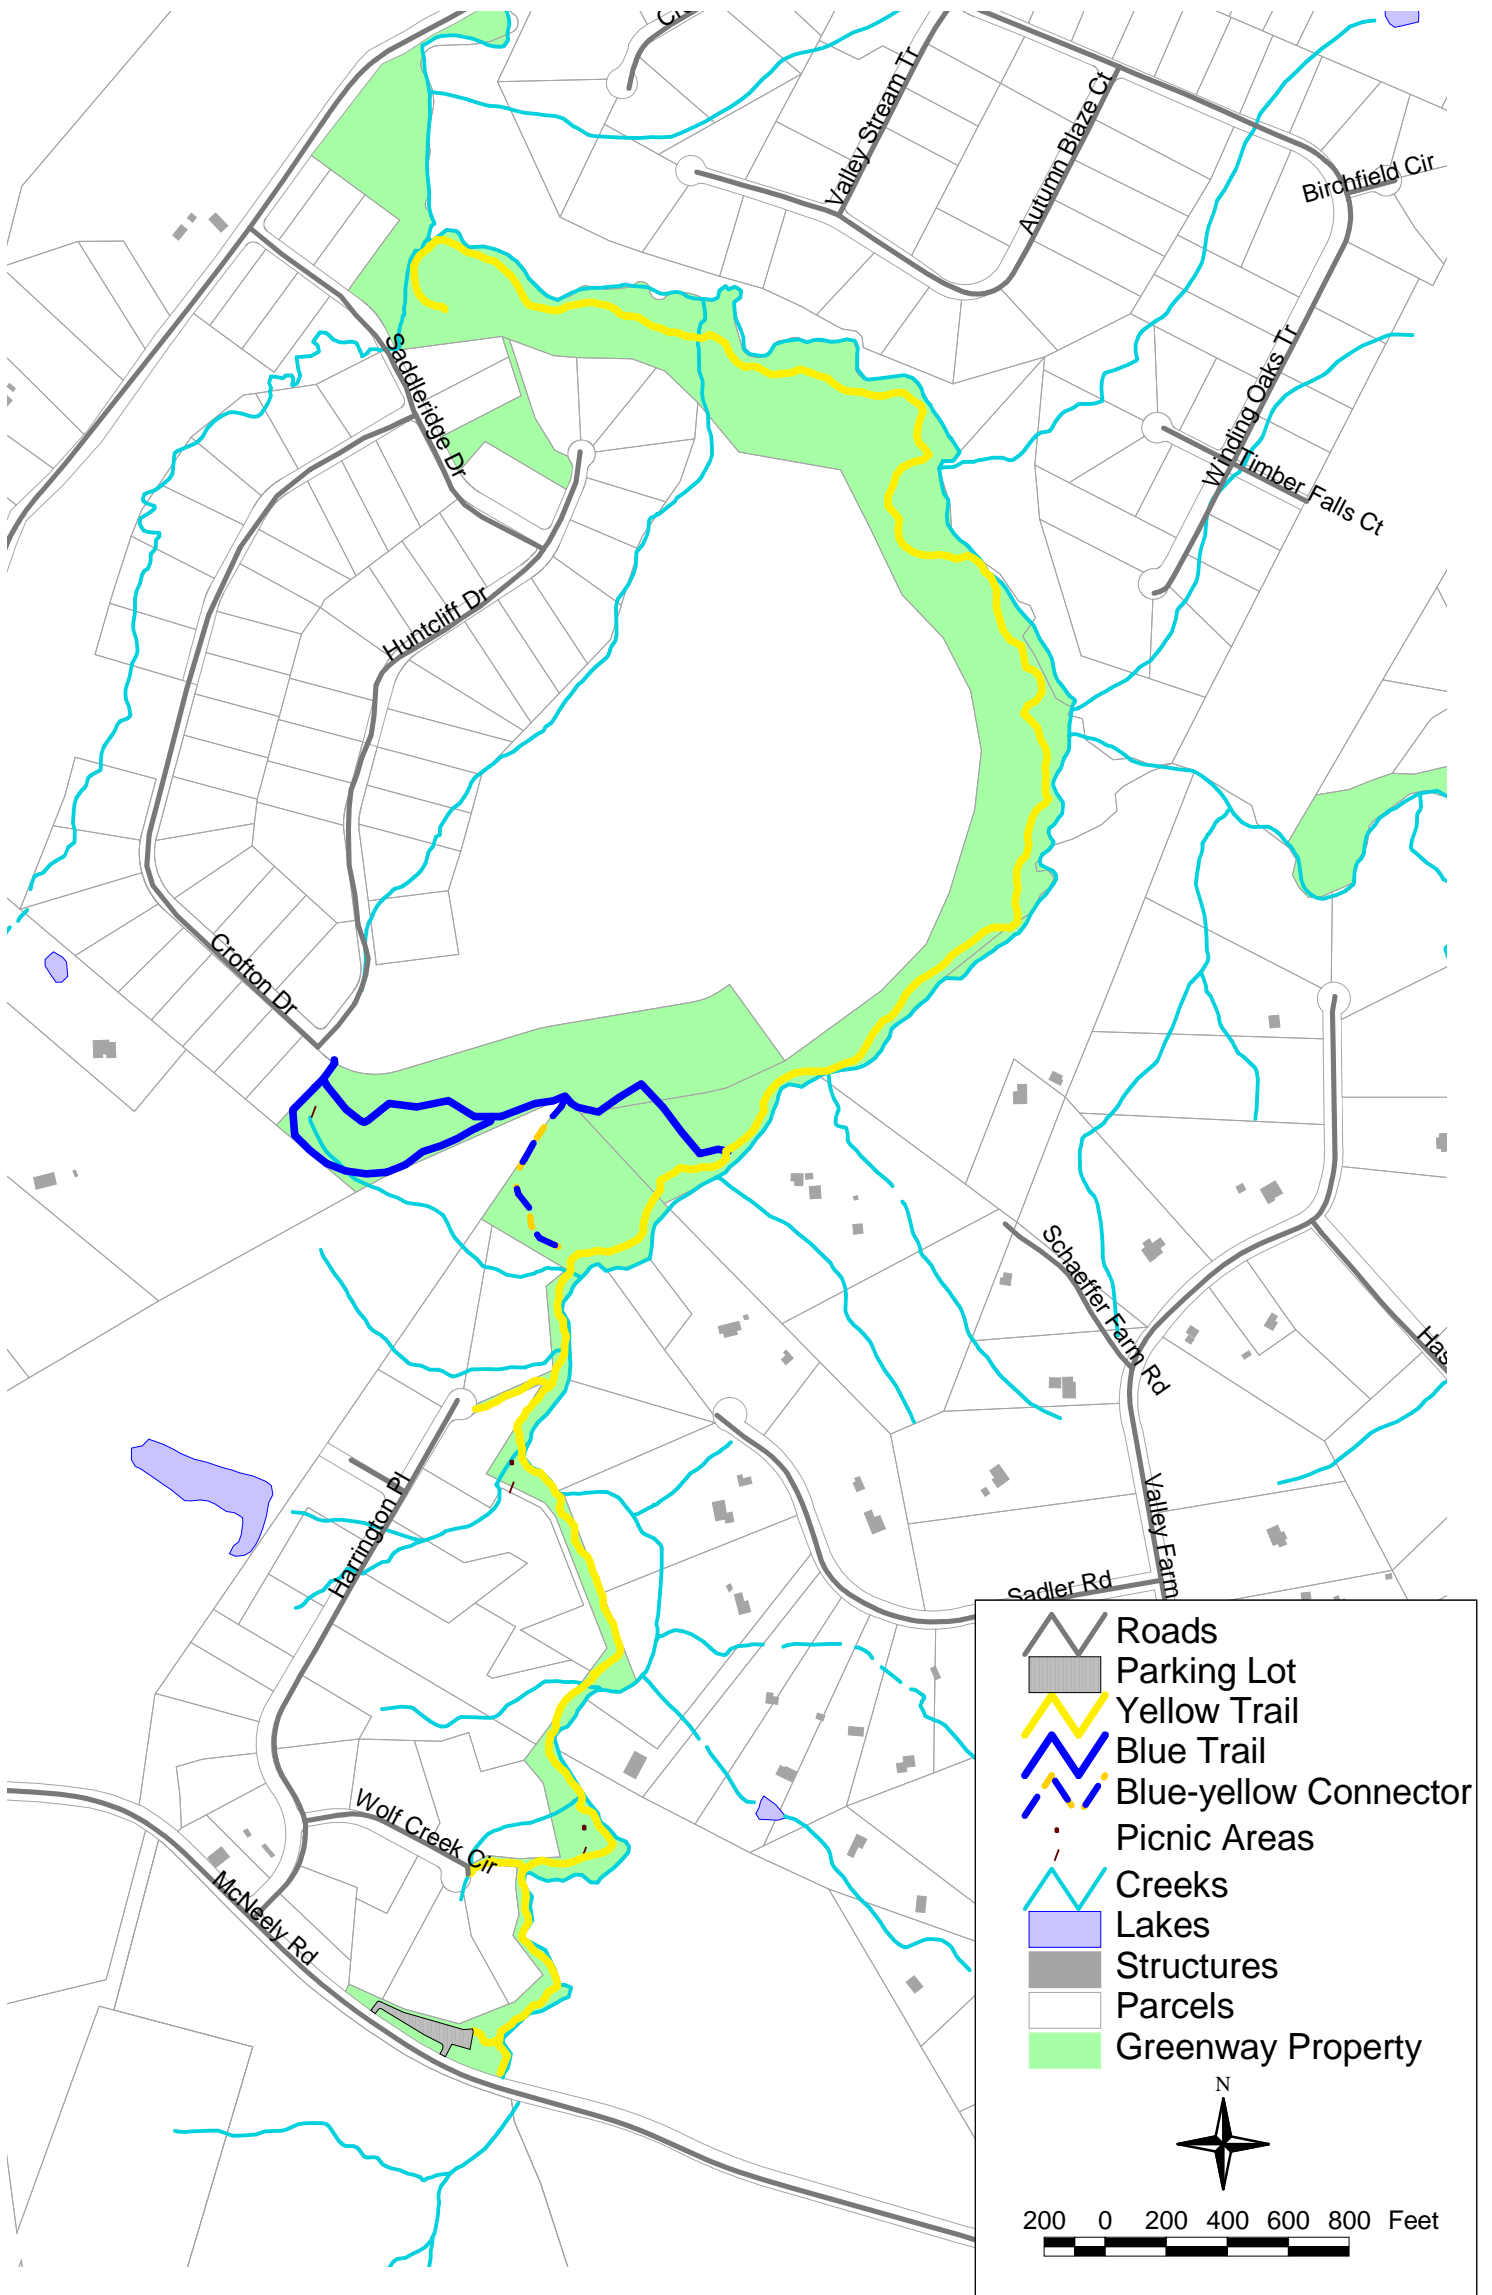 Valley Stream Tr
Autumn Blaze Ct
Birchfield Cir
Saddleridge Dr
Winding Oaks Tr
Timber Falls Ct
Huntcliff Dr
Crofton Dr
Schaeffer Farm Rd
Harrington Pl
Valley Farm
Sadler Rd
Wolf Creek Cir
McNeely Rd
Roads
Parking Lot
Yellow Trail
Blue Trail
Blue-yellow Connector
Picnic Areas
Creeks
Lakes
Structures
Parcels
Greenway Property
N
200 0 200 400 600 800 Feet